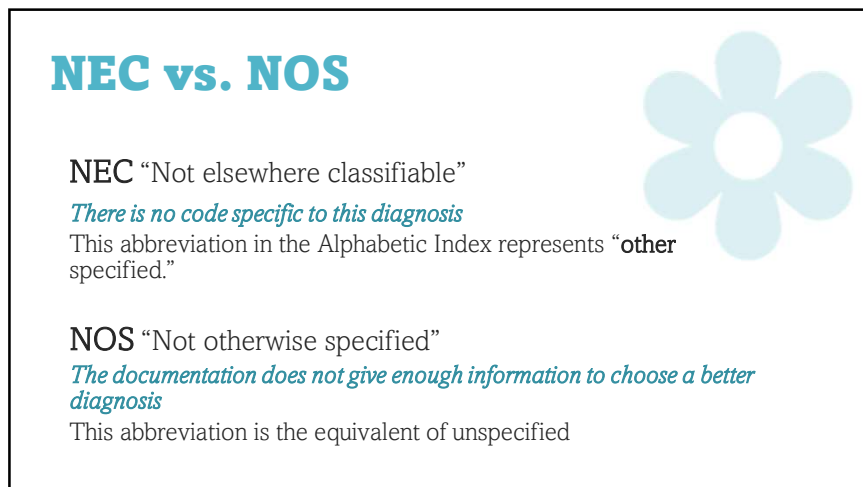 NEC vs. NOS
NEC “Not elsewhere classifiable”
There is no code specific to this diagnosis
This abbreviation in the Alphabetic Index represents “other
specified.”
NOS “Not otherwise specified”
The documentation does not give enough information to choose a better
diagnosis
This abbreviation is the equivalent of unspecified